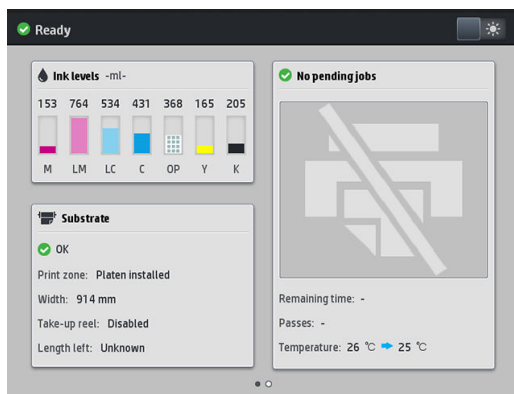 Ready
Ink levels -ml-
153 764 534 431 368 165 205
M LM LC C OP Y K
Substrate
OK
Print zone: Platen installed
Width: 914 mm
Take-up reel: Disabled
Length left: Unknown
No pending jobs
Remaining time: -
Passes: -
Temperature: 26 °C 25 °C